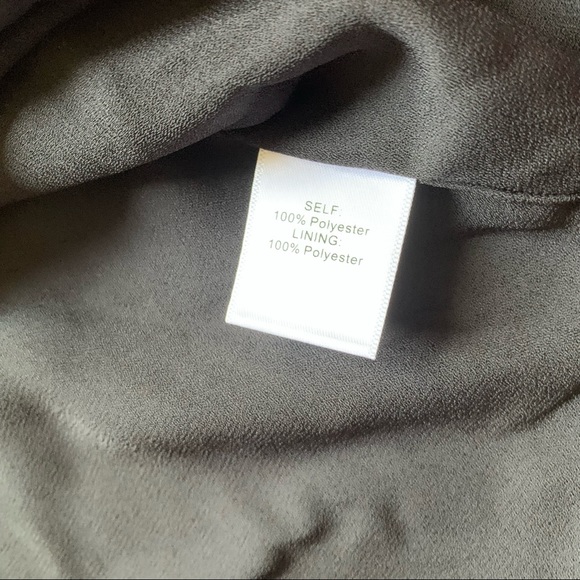 SELF:
100% Polyester
LINING:
100% Polyester